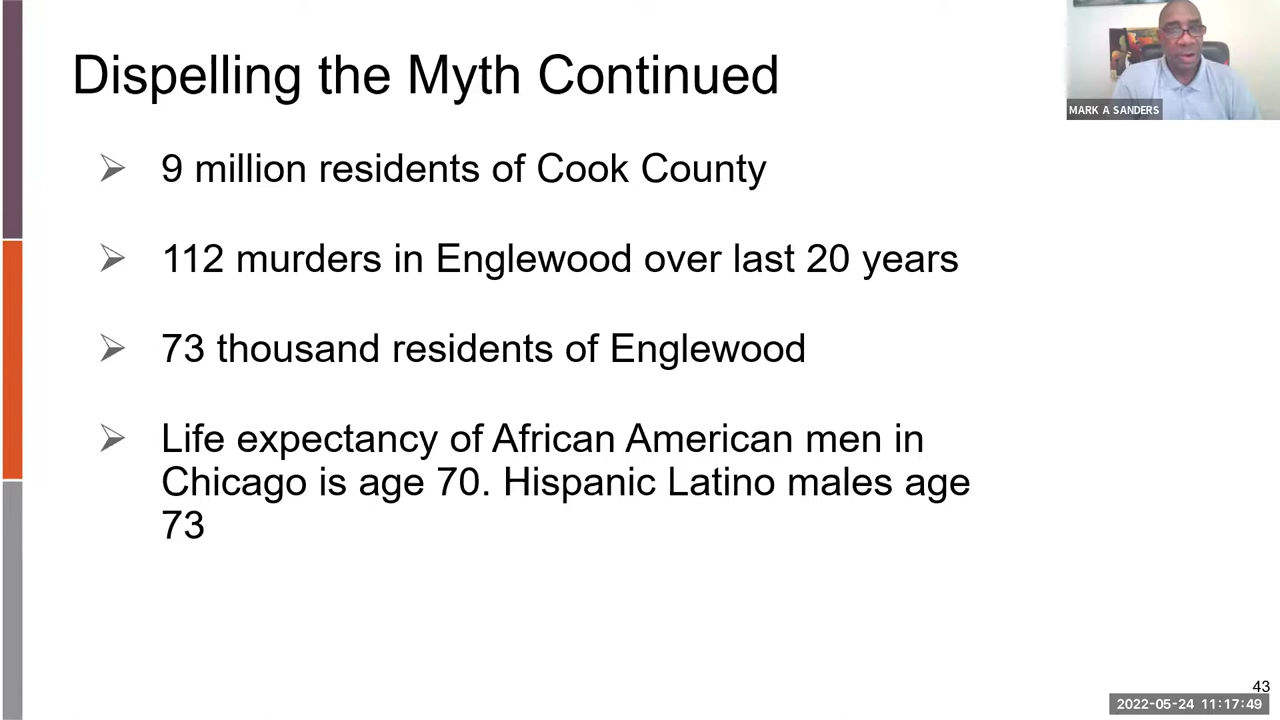 Dispelling the Myth Continued
MARK A SANDERS
9 million residents of Cook County
112 murders in Englewood over last 20 years
73 thousand residents of Englewood
Life expectancy of African American men in
Chicago is age 70. Hispanic Latino males age
73
43
2022-05-24 11:17:49